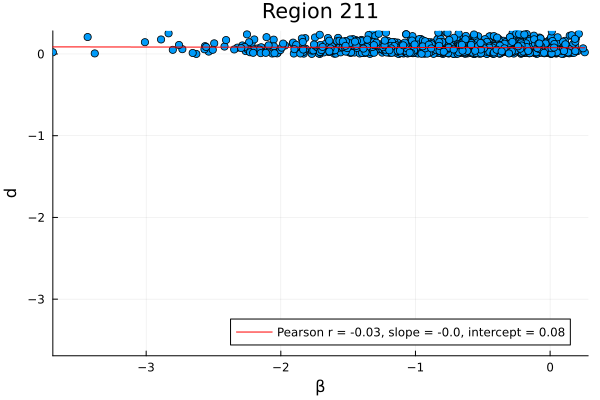 Region 211
d
0
−1
−2
−3
Pearson r = -0.03, slope = -0.0, intercept = 0.08
−3
−2
−1
0
β